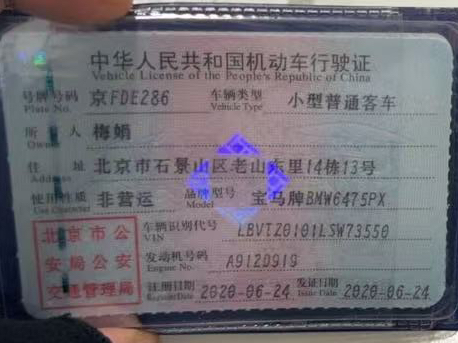 中华人民共和国机动车行驶证
Vehicle License of the People's Republic of China
号牌号码 京FDE286 车辆类型 小型普通客车
Plate No. Vehicle Type
所有人 梅娟
Owner
住址 北京市石景山区老山东里14栋13号
Address
使用性质 非营运 品牌型号 宝马牌BMW6475PX
Use Character Model
北京市公安局公安交通管理局
车辆识别代号 LBVTZ0101LSW73550
VIN
发动机号码 A9120919
Engine No.
注册日期 2020-06-24 发证日期 2020-06-24
Register Date Issue Date